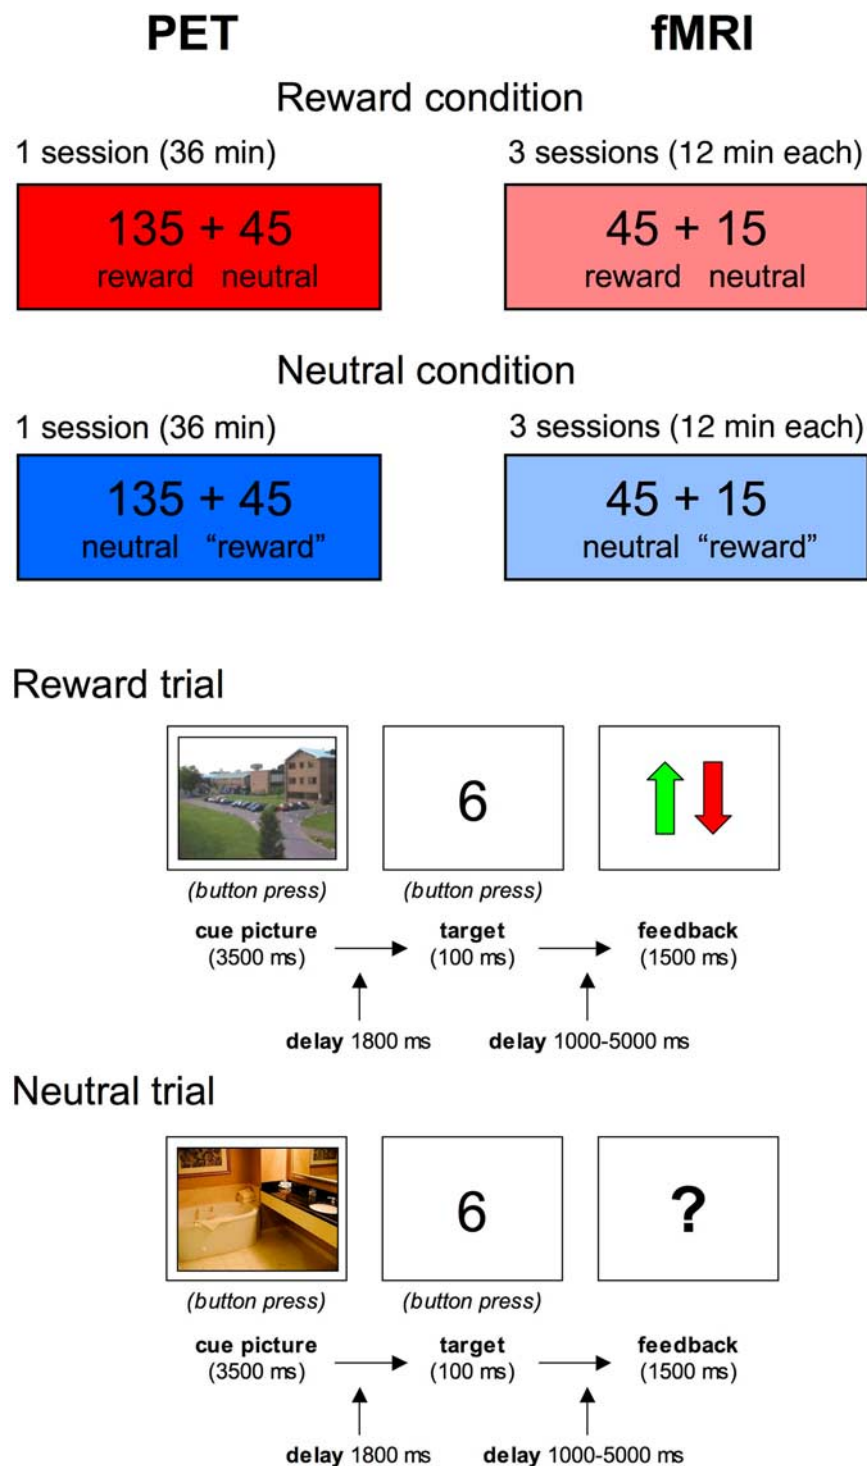 PET fMRI
Reward condition
1 session (36 min) 3 sessions (12 min each)
135 + 45 45 + 15
reward neutral reward neutral
Neutral condition
1 session (36 min) 3 sessions (12 min each)
135 + 45 45 + 15
neutral “reward” neutral “reward”
Reward trial
6
(button press) (button press)
cue picture target feedback
(3500 ms) (100 ms) (1500 ms)
delay 1800 ms delay 1000-5000 ms
Neutral trial
6 ?
(button press) (button press)
cue picture target feedback
(3500 ms) (100 ms) (1500 ms)
delay 1800 ms delay 1000-5000 ms